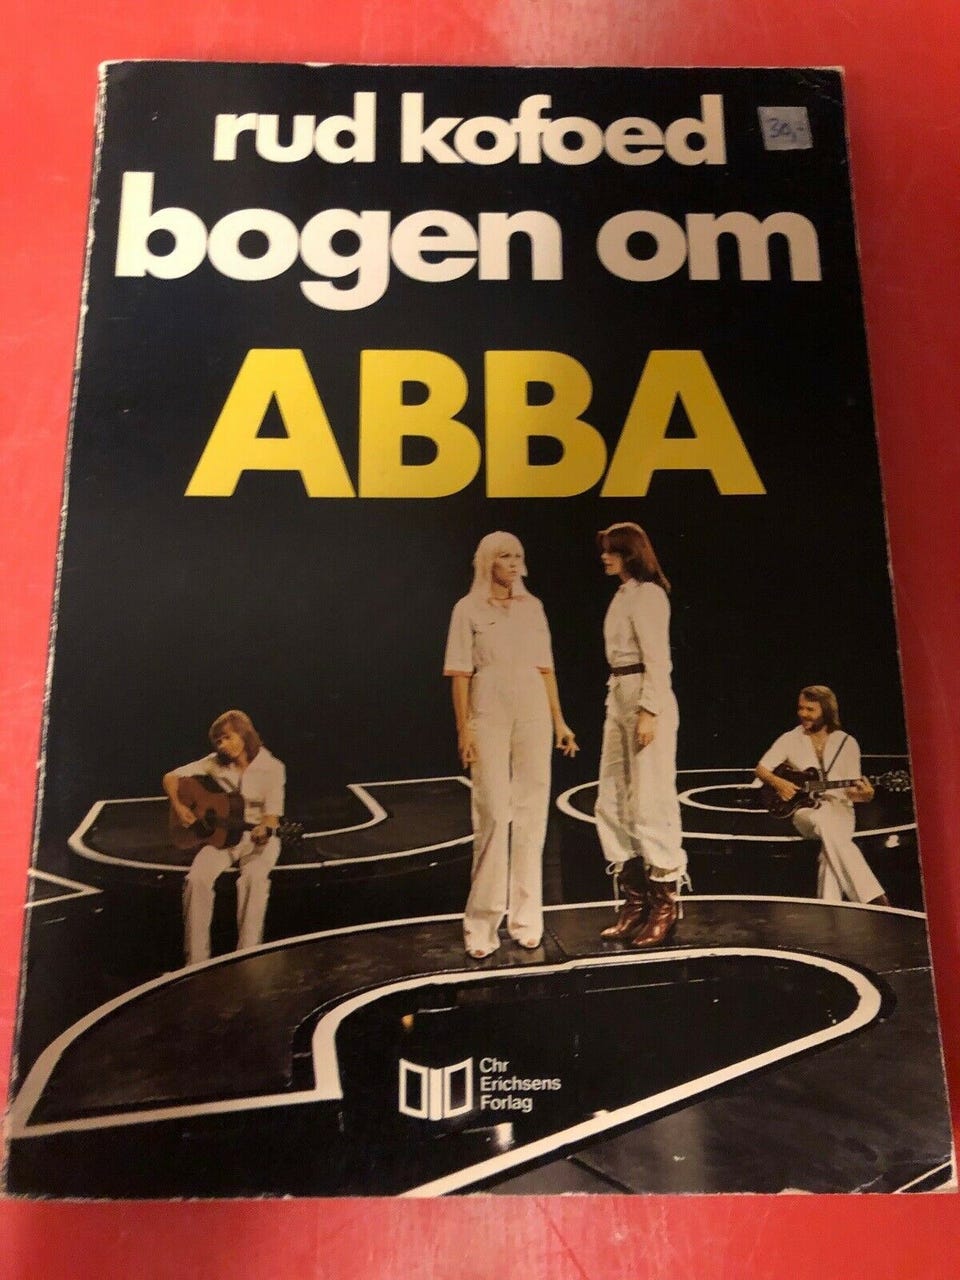 rud kofoed
30,-
bogen om
ABBA
Chr
Erichsens
Forlag